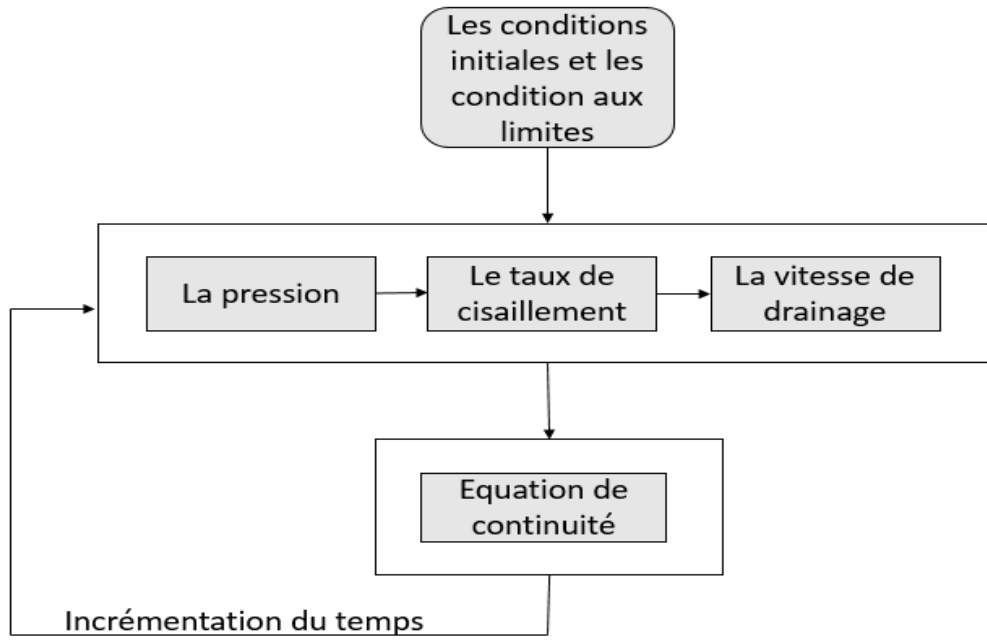 Les conditions
initiales et les
condition aux
limites
La pression
Le taux de
cisaillement
La vitesse de
drainage
Equation de
continuité
Incrémentation du temps